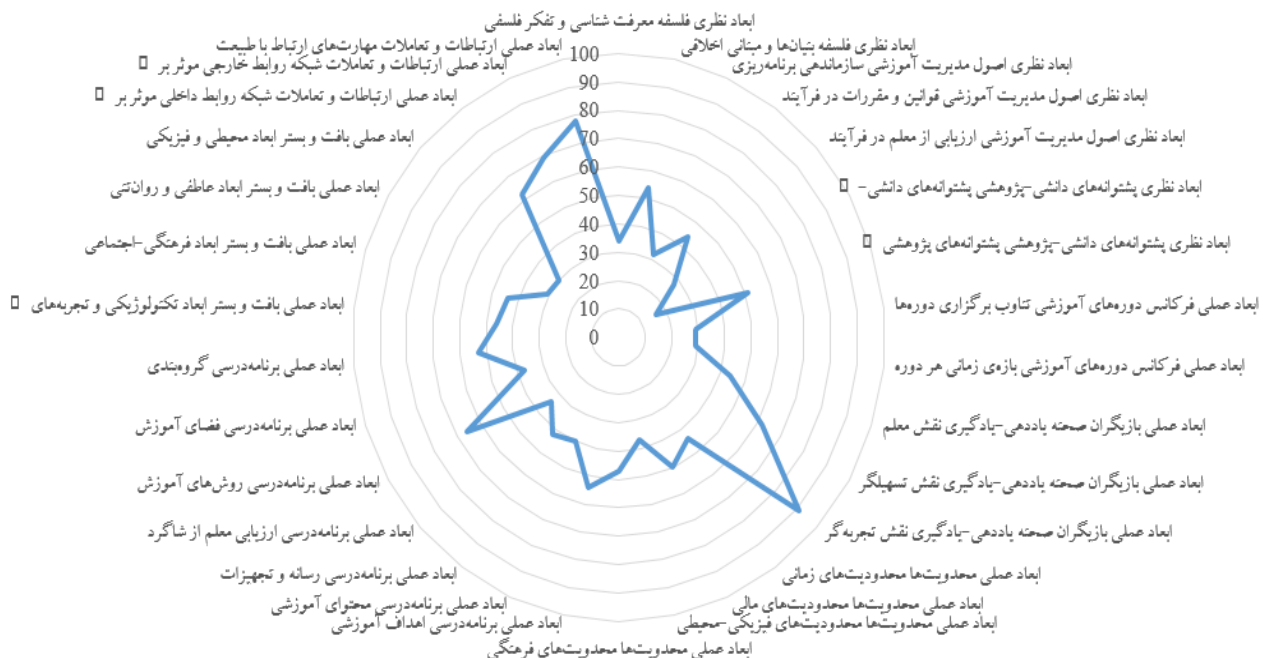 ابعاد نظری فلسفه معرفت شناسی و تفکر فلسفی
ابعاد نظری فلسفه بنیان‌ها و مبنانی اخلاقی
ابعاد نظری اصول مدیریت آموزشی سازماندهی برنامه‌ریزی
ابعاد نظری اصول مدیریت آموزشی قوانین و مقررات در فرآیند
ابعاد نظری اصول مدیریت آموزشی ارزیابی از معلم در فرآیند
ابعاد نظری پشتوانه‌های دانشی-پژوهشی پشتوانه‌های دانشی-
ابعاد نظری پشتوانه‌های دانشی-پژوهشی پشتوانه‌های پژوهشی
ابعاد عملی فرکانس دوره‌های آموزشی تناوب برگزاری دوره‌ها
ابعاد عملی فرکانس دوره‌های آموزشی بازه‌ی زمانی هر دوره
ابعاد عملی بازیگران صحنه یاددهی-یادگیری نقش معلم
ابعاد عملی بازیگران صحنه یاددهی-یادگیری نقش تسهیلگر
ابعاد عملی بازیگران صحنه یاددهی-یادگیری نقش تجربه‌گر
ابعاد عملی محدویت‌ها محدودیت‌های زمانی
ابعاد عملی محدویت‌ها محدودیت‌های مالی
ابعاد عملی محدویت‌ها محدودیت‌های فیزیکی-محیطی
ابعاد عملی محدویت‌ها محدویت‌های فرهنگی
ابعاد عملی برنامه‌درسی اهداف آموزشی
ابعاد عملی برنامه‌درسی محتوای آموزشی
ابعاد عملی برنامه‌درسی رسانه و تجهیزات
ابعاد عملی برنامه‌درسی ارزیابی معلم از شاگرد
ابعاد عملی برنامه‌درسی روش‌های آموزش
ابعاد عملی برنامه‌درسی فضای آموزش
ابعاد عملی برنامه‌درسی گروه‌بندی
ابعاد عملی بافت و بستر ابعاد تکنولوژیکی و تجربه‌های
ابعاد عملی بافت و بستر ابعاد فرهنگی-اجتماعی
ابعاد عملی بافت و بستر ابعاد عاطفی و روان‌تنی
ابعاد عملی بافت و بستر ابعاد محیطی و فیزیکی
ابعاد عملی ارتباطات و تعاملات شبکه روابط داخلی موثر بر
ابعاد عملی ارتباطات و تعاملات شبکه روابط خارجی موثر بر
ابعاد عملی ارتباطات و تعاملات مهارت‌های ارتباط با طبیعت
100
90
80
70
60
50
40
30
20
10
0